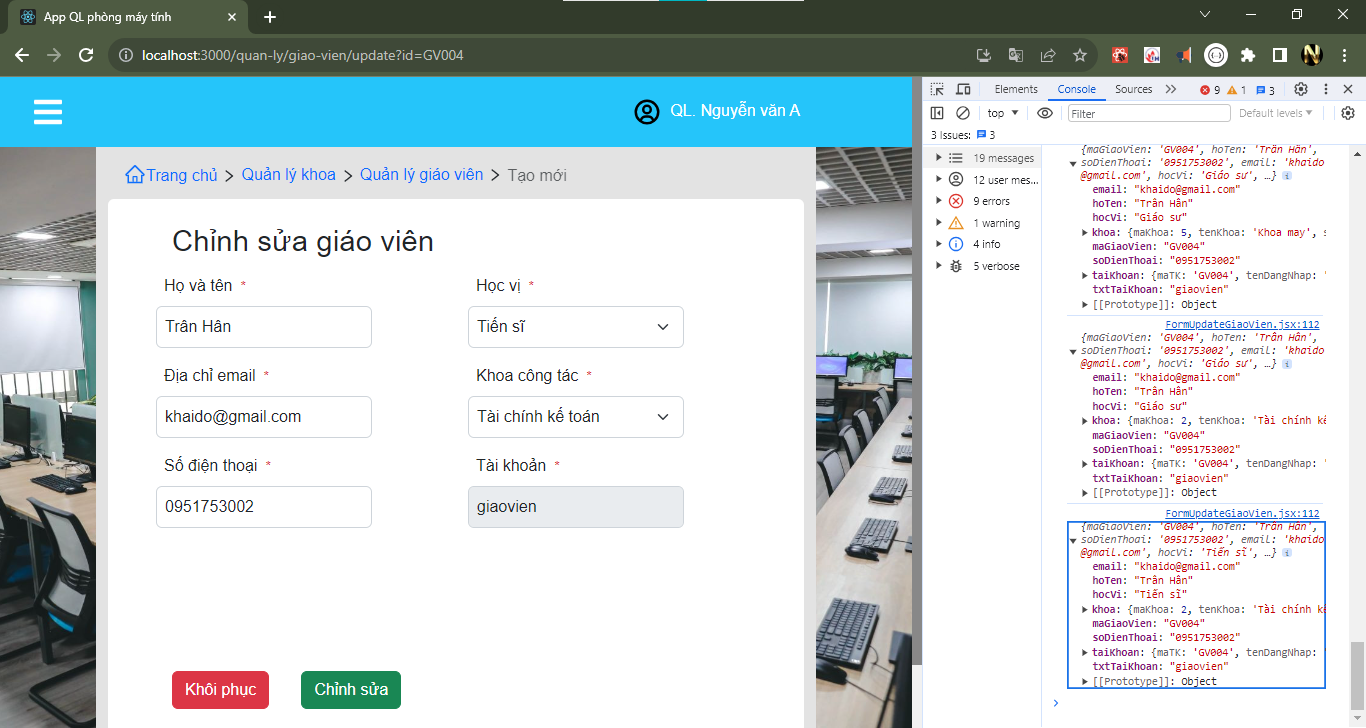 App QL phòng máy tính
localhost:3000/quan-ly/giao-vien/update?id=GV004
QL. Nguyễn văn A
Trang chủ > Quản lý khoa > Quản lý giáo viên > Tạo mới
Chỉnh sửa giáo viên
Họ và tên * Học vị *
Trân Hân Tiến sĩ
Địa chỉ email * Khoa công tác *
khaido@gmail.com Tài chính kế toán
Số điện thoại * Tài khoản *
0951753002 giaovien
Khôi phục Chỉnh sửa
Elements Console Sources 9 1 3
top Filter Default levels
3 Issues: 3
19 messages
12 user mes...
9 errors
1 warning
4 info
5 verbose
{maGiaoVien: 'GV004', hoTen: 'Trân Hân',
soDienThoai: '0951753002', email: 'khaido
@gmail.com', hocVi: 'Giáo sư', …}
email: "khaido@gmail.com"
hoTen: "Trân Hân"
hocVi: "Giáo sư"
khoa: {maKhoa: 5, tenKhoa: 'Khoa may', s
maGiaoVien: "GV004"
soDienThoai: "0951753002"
taiKhoan: {maTK: 'GV004', tenDangNhap: '
txtTaiKhoan: "giaovien"
[[Prototype]]: Object
FormUpdateGiaoVien.jsx:112
{maGiaoVien: 'GV004', hoTen: 'Trân Hân',
soDienThoai: '0951753002', email: 'khaido
@gmail.com', hocVi: 'Giáo sư', …}
email: "khaido@gmail.com"
hoTen: "Trân Hân"
hocVi: "Giáo sư"
khoa: {maKhoa: 2, tenKhoa: 'Tài chính kế
maGiaoVien: "GV004"
soDienThoai: "0951753002"
taiKhoan: {maTK: 'GV004', tenDangNhap: '
txtTaiKhoan: "giaovien"
[[Prototype]]: Object
FormUpdateGiaoVien.jsx:112
{maGiaoVien: 'GV004', hoTen: 'Trân Hân',
soDienThoai: '0951753002', email: 'khaido
@gmail.com', hocVi: 'Tiến sĩ', …}
email: "khaido@gmail.com"
hoTen: "Trân Hân"
hocVi: "Tiến sĩ"
khoa: {maKhoa: 2, tenKhoa: 'Tài chính kế
maGiaoVien: "GV004"
soDienThoai: "0951753002"
taiKhoan: {maTK: 'GV004', tenDangNhap: '
txtTaiKhoan: "giaovien"
[[Prototype]]: Object